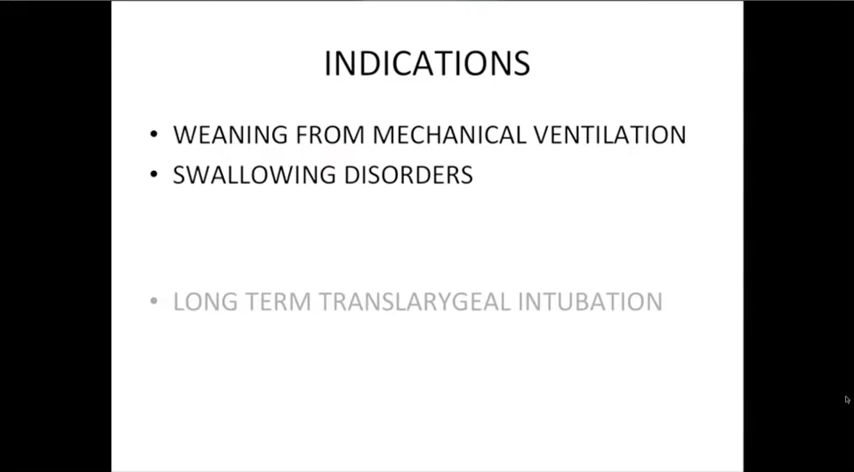 INDICATIONS
• WEANING FROM MECHANICAL VENTILATION
• SWALLOWING DISORDERS
• LONG TERM TRANSLARYGEAL INTUBATION